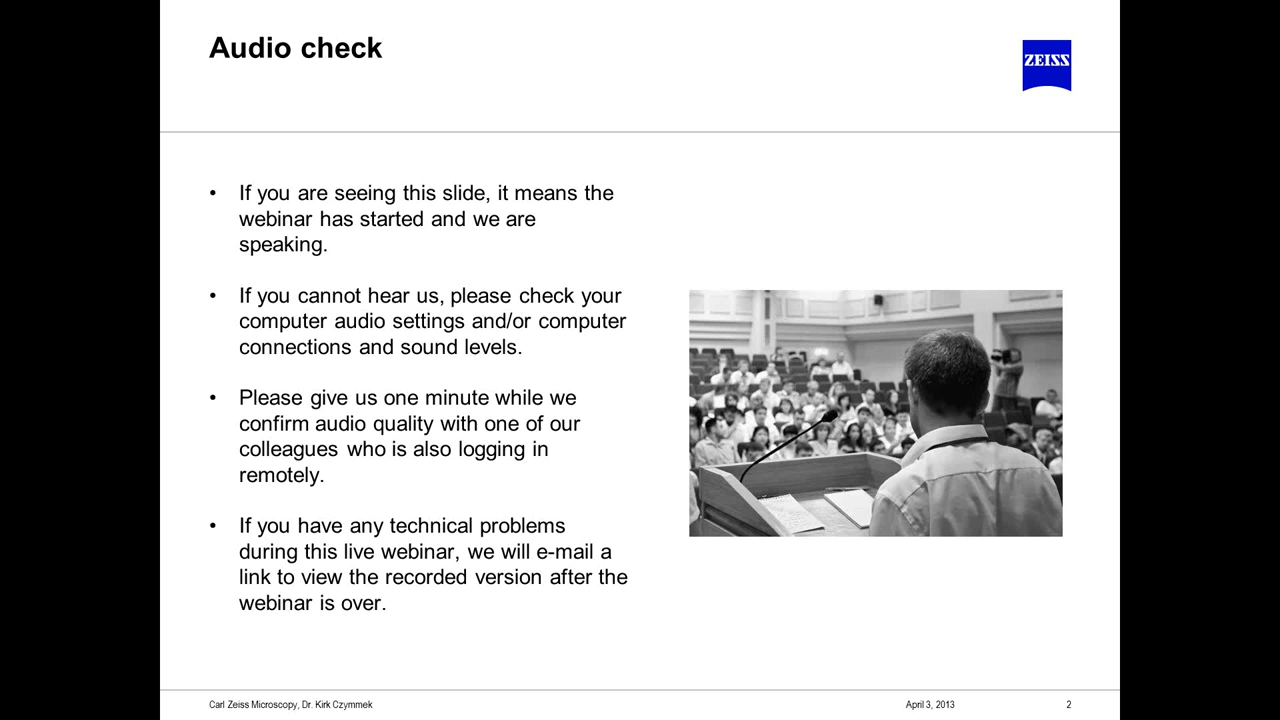 Audio check
ZEISS
• If you are seeing this slide, it means the
webinar has started and we are
speaking.
• If you cannot hear us, please check your
computer audio settings and/or computer
connections and sound levels.
• Please give us one minute while we
confirm audio quality with one of our
colleagues who is also logging in
remotely.
• If you have any technical problems
during this live webinar, we will e-mail a
link to view the recorded version after the
webinar is over.
Carl Zeiss Microscopy, Dr. Kirk Czymmek
April 3, 2013
2